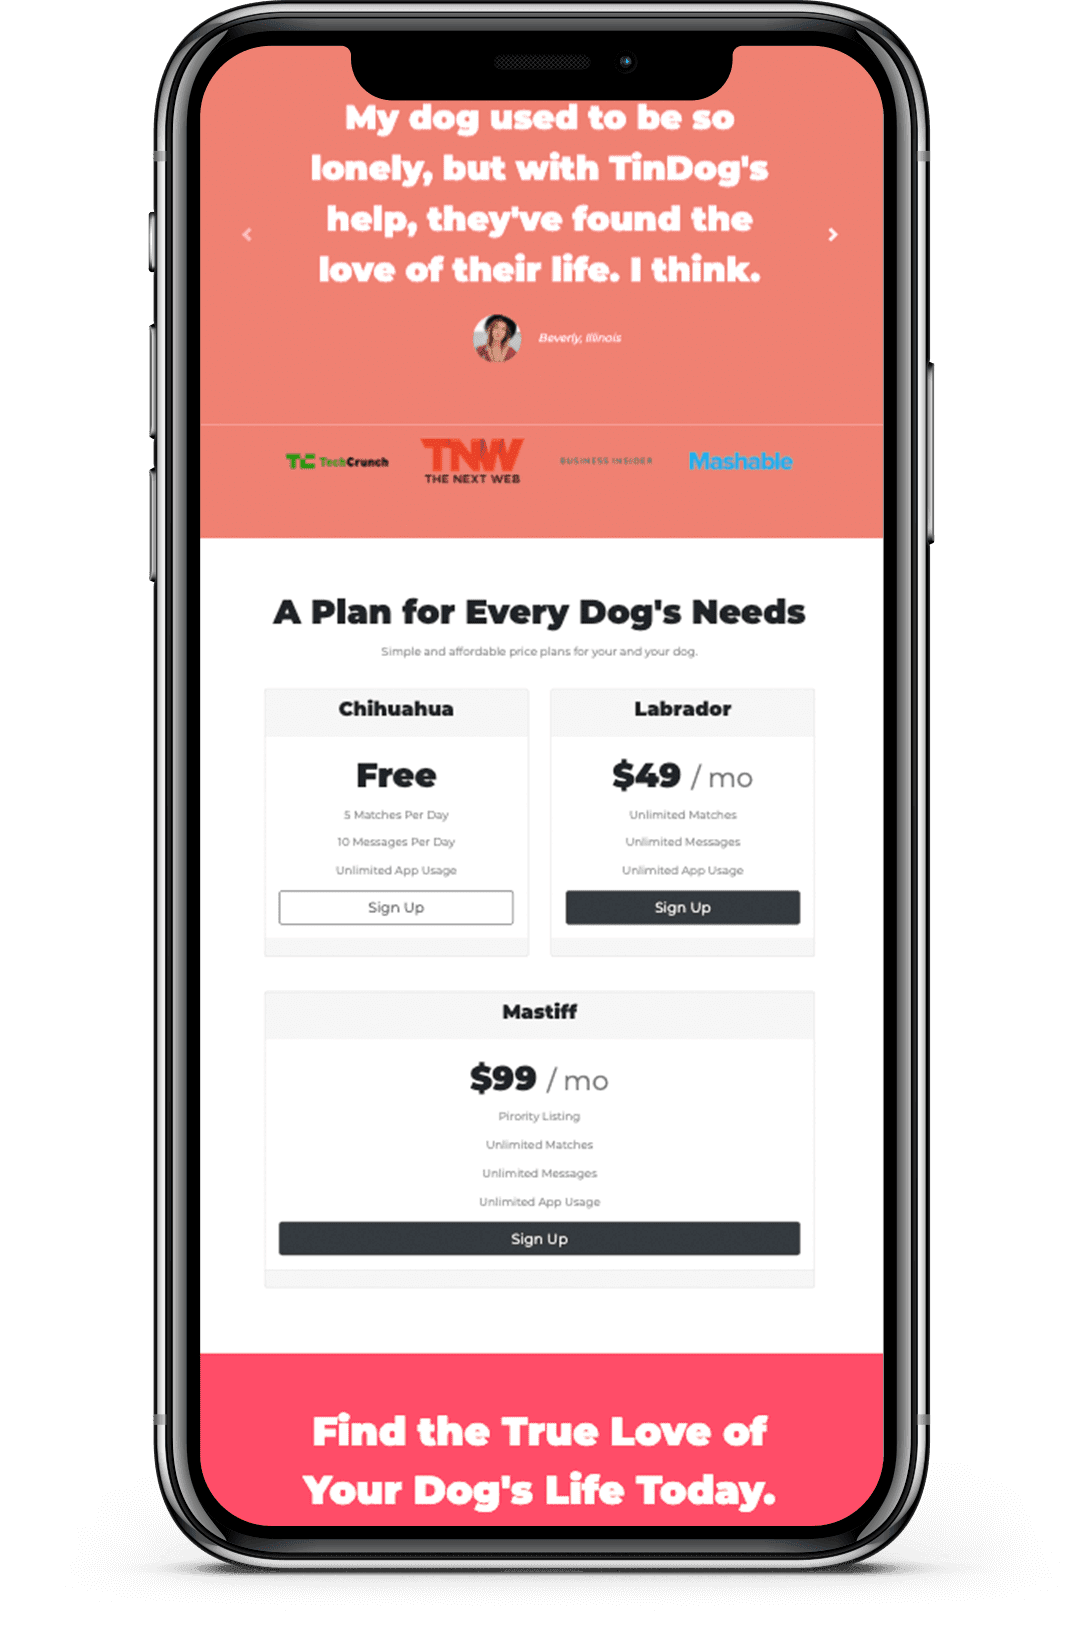 My dog used to be so
lonely, but with TinDog's
help, they've found the
love of their life. I think.
Beverly, Illinois
TC TechCrunch
TNW
THE NEXT WEB
BUSINESS INSIDER
Mashable
A Plan for Every Dog's Needs
Simple and affordable price plans for your and your dog.
Chihuahua
Free
5 Matches Per Day
10 Messages Per Day
Unlimited App Usage
Sign Up
Labrador
$49 / mo
Unlimited Matches
Unlimited Messages
Unlimited App Usage
Sign Up
Mastiff
$99 / mo
Pirority Listing
Unlimited Matches
Unlimited Messages
Unlimited App Usage
Sign Up
Find the True Love of
Your Dog's Life Today.